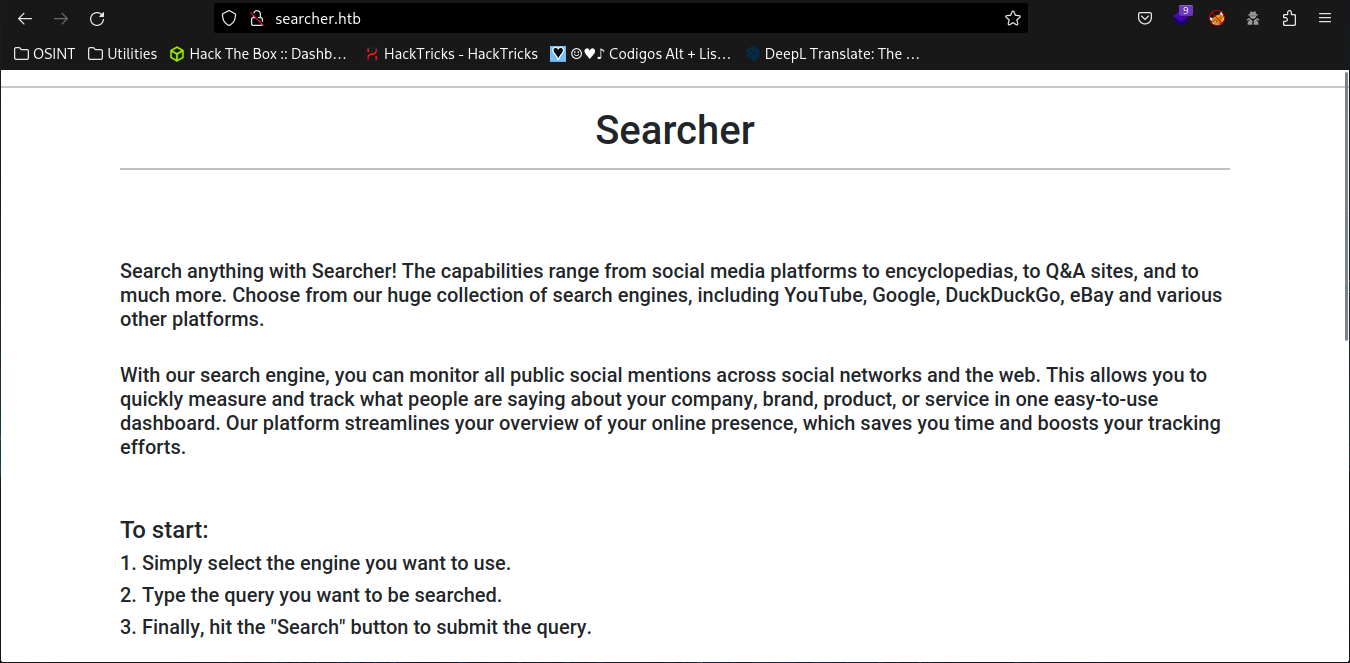 searcher.htb
9
OSINT Utilities Hack The Box :: Dashb… HackTricks - HackTricks ☺♥♪ Codigos Alt + Lis… DeepL Translate: The …
Searcher
Search anything with Searcher! The capabilities range from social media platforms to encyclopedias, to Q&A sites, and to
much more. Choose from our huge collection of search engines, including YouTube, Google, DuckDuckGo, eBay and various
other platforms.
With our search engine, you can monitor all public social mentions across social networks and the web. This allows you to
quickly measure and track what people are saying about your company, brand, product, or service in one easy-to-use
dashboard. Our platform streamlines your overview of your online presence, which saves you time and boosts your tracking
efforts.
To start:
1. Simply select the engine you want to use.
2. Type the query you want to be searched.
3. Finally, hit the "Search" button to submit the query.